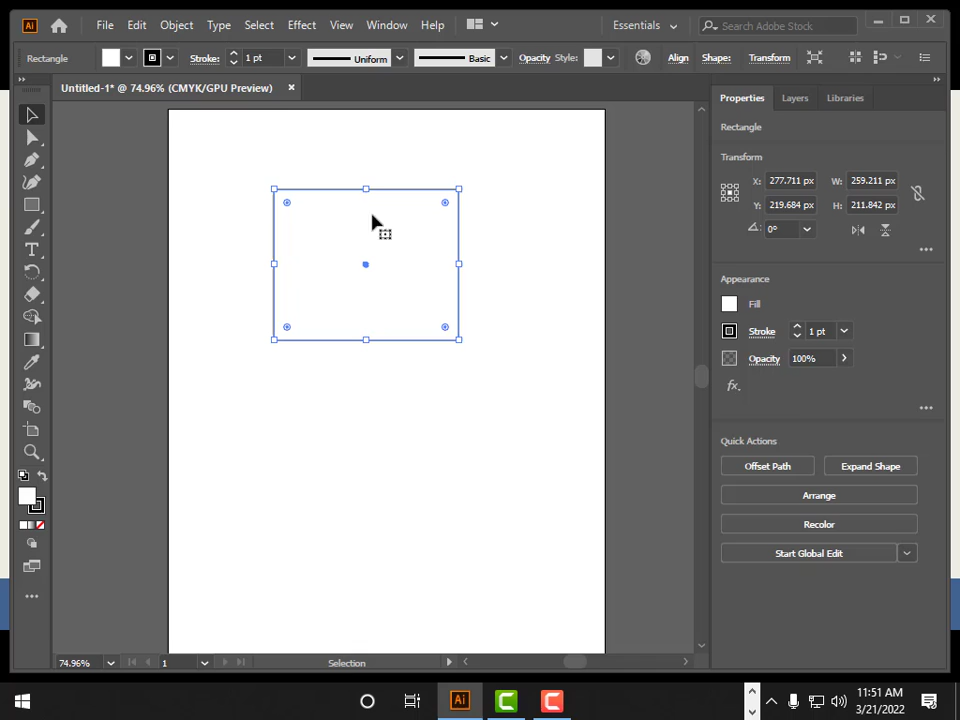 Ai File Edit Object Type Select Effect View Window Help Essentials Search Adobe Stock
Rectangle Stroke: 1 pt Uniform Basic Opacity Style: Align Shape: Transform
Untitled-1* @ 74.96% (CMYK/GPU Preview)
Properties Layers Libraries
Rectangle
Transform
X: 277.711 px W: 259.211 px
Y: 219.684 px H: 211.842 px
0°
Appearance
Fill
Stroke 1 pt
Opacity 100%
fx.
Quick Actions
Offset Path Expand Shape
Arrange
Recolor
Start Global Edit
74.96% 1 Selection
Ai
11:51 AM
3/21/2022